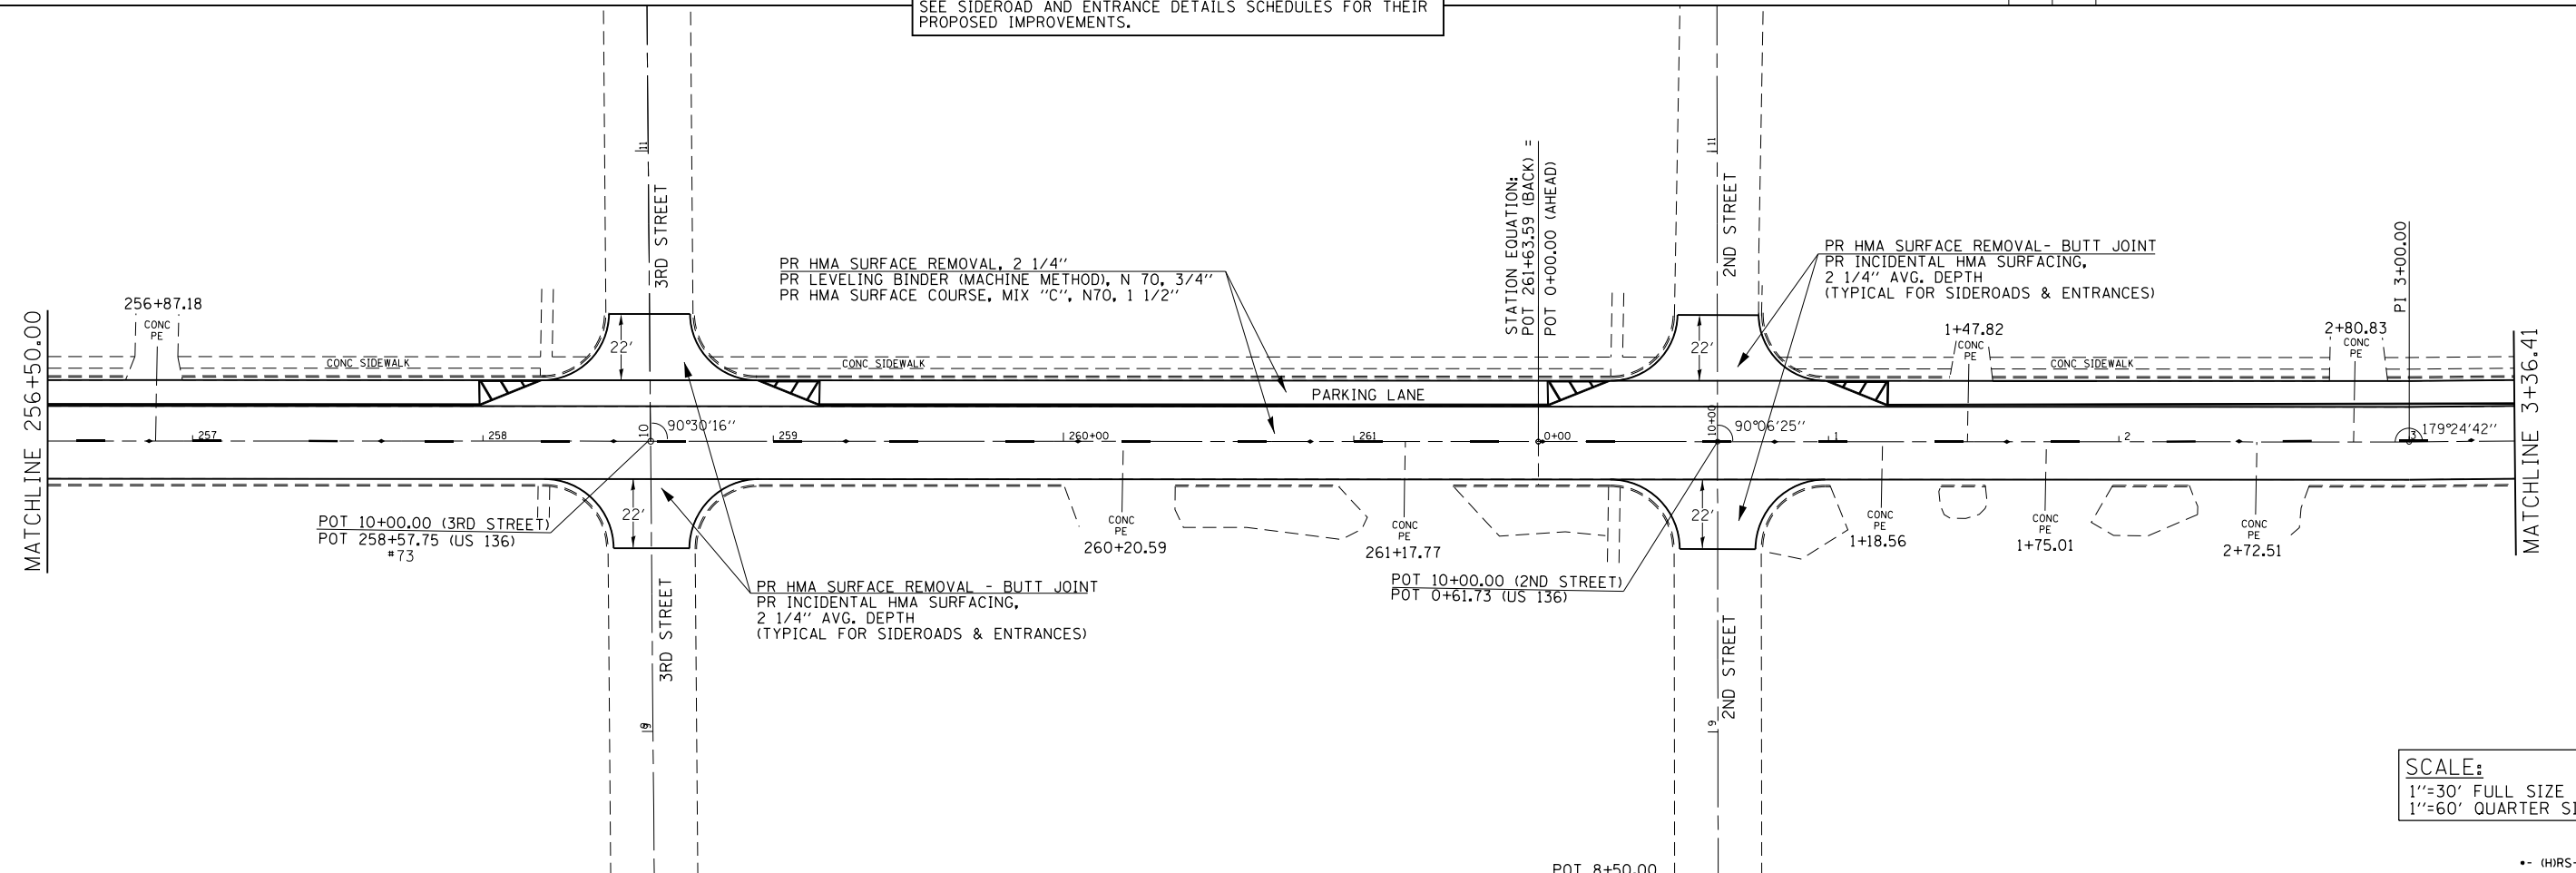 SEE SIDEROAD AND ENTRANCE DETAILS SCHEDULES FOR THEIR
PROPOSED IMPROVEMENTS.
MATCHLINE 256+50.00
256+87.18
CONC
PE
CONC SIDEWALK
257
258
11
3RD STREET
22'
10
90°30'16"
22'
POT 10+00.00 (3RD STREET)
POT 258+57.75 (US 136)
#73
3RD STREET
9
PR HMA SURFACE REMOVAL, 2 1/4"
PR LEVELING BINDER (MACHINE METHOD), N 70, 3/4"
PR HMA SURFACE COURSE, MIX "C", N70, 1 1/2"
CONC SIDEWALK
PARKING LANE
259
260+00
261
0+00
PR HMA SURFACE REMOVAL - BUTT JOINT
PR INCIDENTAL HMA SURFACING,
2 1/4" AVG. DEPTH
(TYPICAL FOR SIDEROADS & ENTRANCES)
CONC
PE
260+20.59
CONC
PE
261+17.77
STATION EQUATION:
POT 261+63.59 (BACK) =
POT 0+00.00 (AHEAD)
11
2ND STREET
22'
10+00
90°06'25"
22'
POT 10+00.00 (2ND STREET)
POT 0+61.73 (US 136)
2ND STREET
9
PR HMA SURFACE REMOVAL- BUTT JOINT
PR INCIDENTAL HMA SURFACING,
2 1/4" AVG. DEPTH
(TYPICAL FOR SIDEROADS & ENTRANCES)
1+47.82
CONC
PE
CONC SIDEWALK
2+80.83
CONC
PE
PI 3+00.00
1
2
3
179°24'42"
CONC
PE
1+18.56
CONC
PE
1+75.01
CONC
PE
2+72.51
MATCHLINE 3+36.41
SCALE:
1"=30' FULL SIZE
1"=60' QUARTER SI
POT 8+50.00
•- (H)RS-